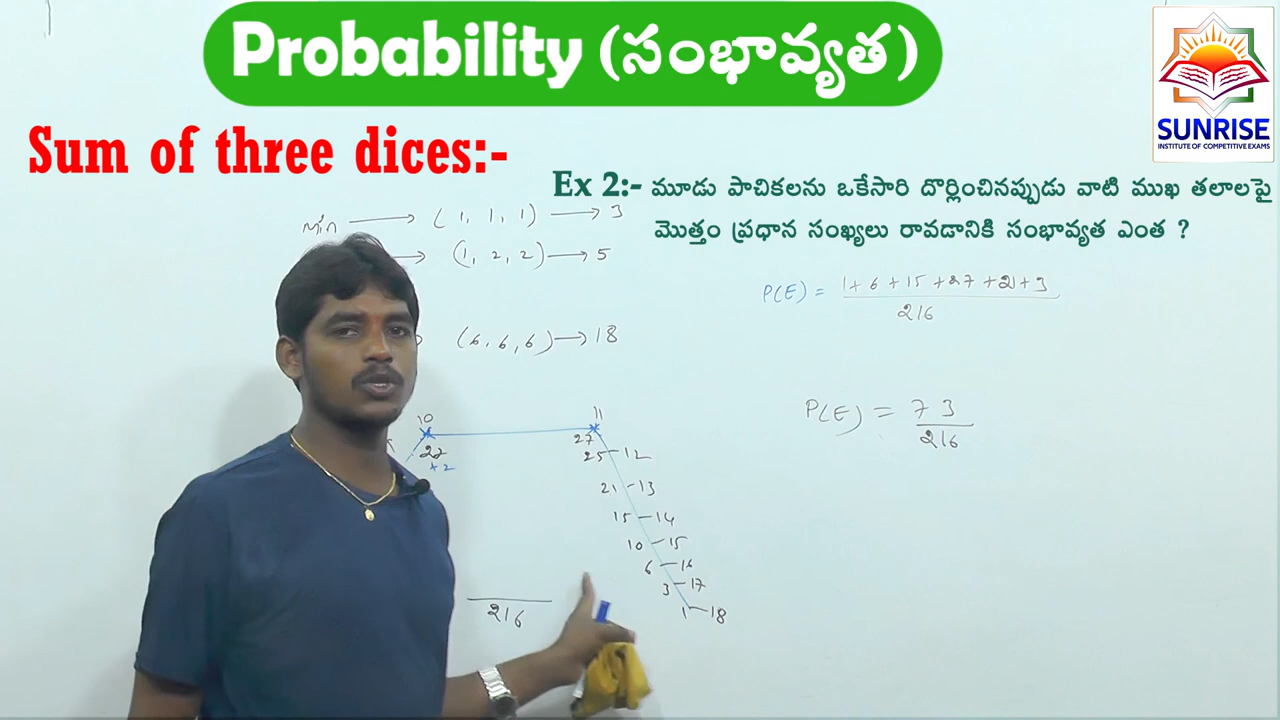 Probability (సంభావ్యత)
SUNRISE
INSTITUTE OF COMPETITIVE EXAMS
Sum of three dices:-
Ex 2:- మూడు పాచికలను ఒకేసారి దొర్లించినప్పుడు వాటి ముఖ తలాలపై
మొత్తం ప్రధాన సంఖ్యలు రావడానికి సంభావ్యత ఎంత ?
Min → (1, 1, 1) → 3
→ (1, 2, 2) → 5
(6, 6, 6) → 18
P(E) = 1+6+15+27+21+3
216
P(E) = 73
216
10
11
27
27
+2
25 – 12
21 – 13
15 – 14
10 – 15
6 – 16
3 – 17
1 – 18
216